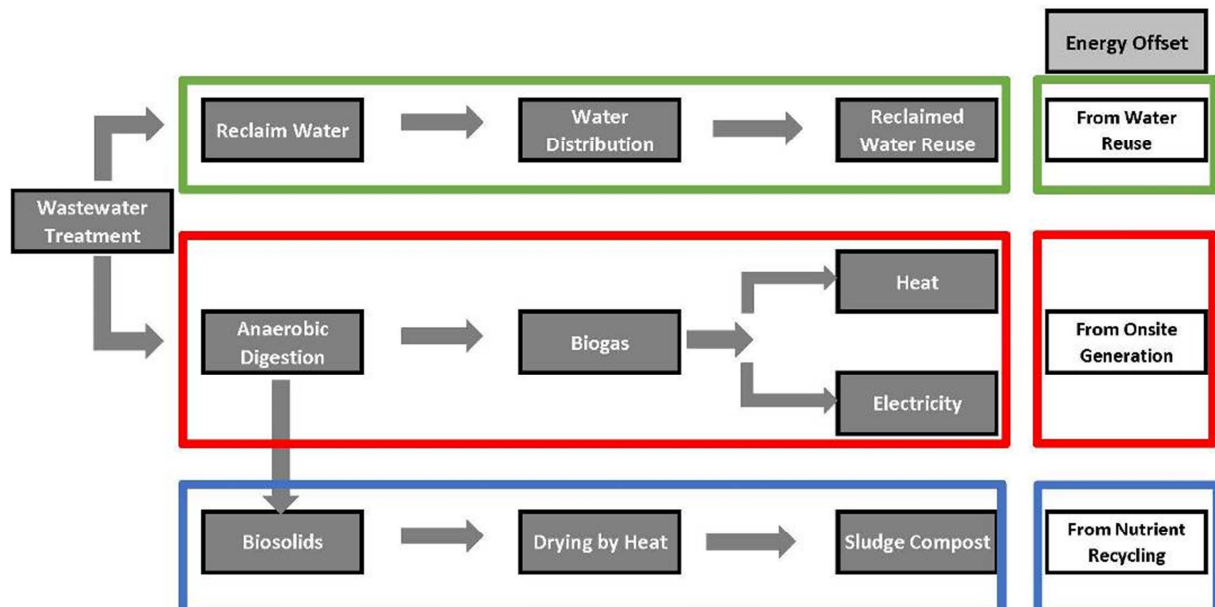 Energy Offset
Reclaim Water
Water
Distribution
Reclaimed
Water Reuse
From Water
Reuse
Wastewater
Treatment
Anaerobic
Digestion
Biogas
Heat
Electricity
From Onsite
Generation
Biosolids
Drying by Heat
Sludge Compost
From Nutrient
Recycling